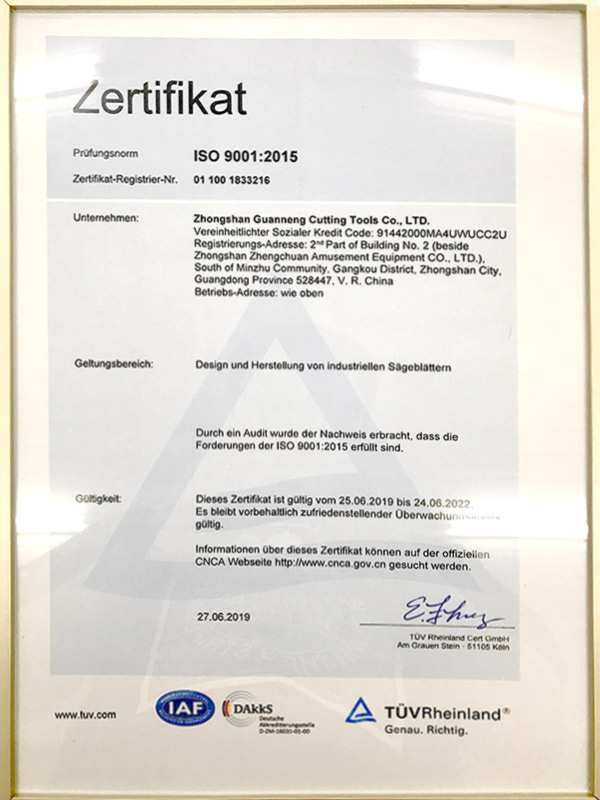 Zertifikat
Prüfungsnorm ISO 9001:2015
Zertifikat-Registrier-Nr. 01 100 1833216
Unternehmen: Zhongshan Guanneng Cutting Tools Co., LTD.
Vereinheitlichter Sozialer Kredit Code: 91442000MA4UWUCC2U
Registrierungs-Adresse: 2nd Part of Building No. 2 (beside
Zhongshan Zhengchuan Amusement Equipment CO., LTD.),
South of Minzhu Community, Gangkou District, Zhongshan City,
Guangdong Province 528447, V. R. China
Betriebs-Adresse: wie oben
Geltungsbereich: Design und Herstellung von industriellen Sägeblättern
Durch ein Audit wurde der Nachweis erbracht, dass die
Forderungen der ISO 9001:2015 erfüllt sind.
Gültigkeit: Dieses Zertifikat ist gültig vom 25.06.2019 bis 24.06.2022.
Es bleibt vorbehaltlich zufriedenstellender Überwachungsaudits
gültig.
Informationen über dieses Zertifikat können auf der offiziellen
CNCA Webseite http://www.cnca.gov.cn gesucht werden.
27.06.2019
TÜV Rheinland Cert GmbH
Am Grauen Stein · 51105 Köln
www.tuv.com
IAF
DAkkS
Deutsche
Akkreditierungsstelle
D-ZM-16031-01-00
TÜVRheinland®
Genau. Richtig.